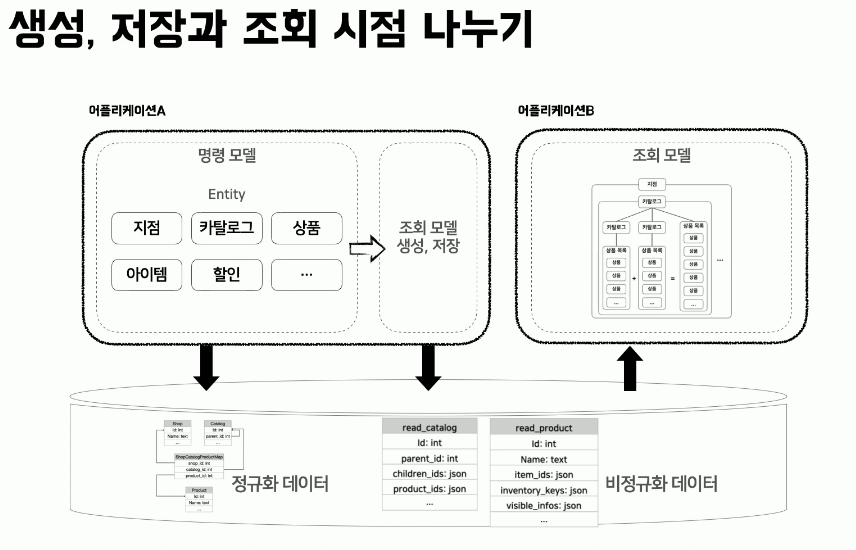 생성, 저장과 조회 시점 나누기
어플리케이션A
어플리케이션B
명령 모델
Entity
지점
카탈로그
상품
아이템
할인
...
조회 모델
생성, 저장
조회 모델
지점
카탈로그
카탈로그
카탈로그
상품 목록
상품 목록
상품 목록
상품
상품
상품
...
+
상품
상품
상품
...
=
상품
상품
상품
상품
상품
...
...
Shop
Id: int
Name: text
...
Catalog
Id: int
parent_id: int
...
ShopCatalogProductMap
shop_id: int
catalog_id: int
product_id: int
Product
Id: int
Name: text
...
정규화 데이터
read_catalog
Id: int
parent_id: int
children_ids: json
product_ids: json
...
read_product
Id: int
Name: text
item_ids: json
inventory_keys: json
visible_infos: json
...
비정규화 데이터